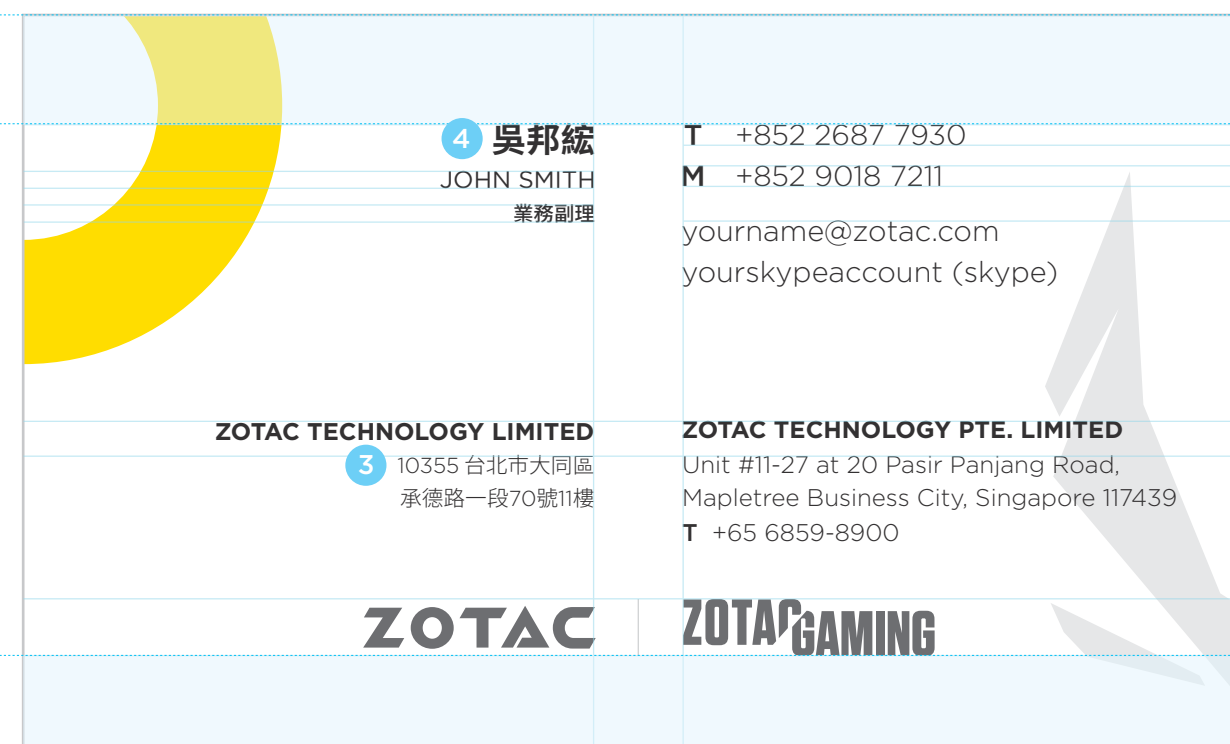 4 吳邦綋
JOHN SMITH
業務副理
T +852 2687 7930
M +852 9018 7211
yourname@zotac.com
yourskypeaccount (skype)
ZOTAC TECHNOLOGY LIMITED
3 10355 台北市大同區
承德路一段70號11樓
ZOTAC TECHNOLOGY PTE. LIMITED
Unit #11-27 at 20 Pasir Panjang Road,
Mapletree Business City, Singapore 117439
T +65 6859-8900
ZOTAC
ZOTAC GAMING